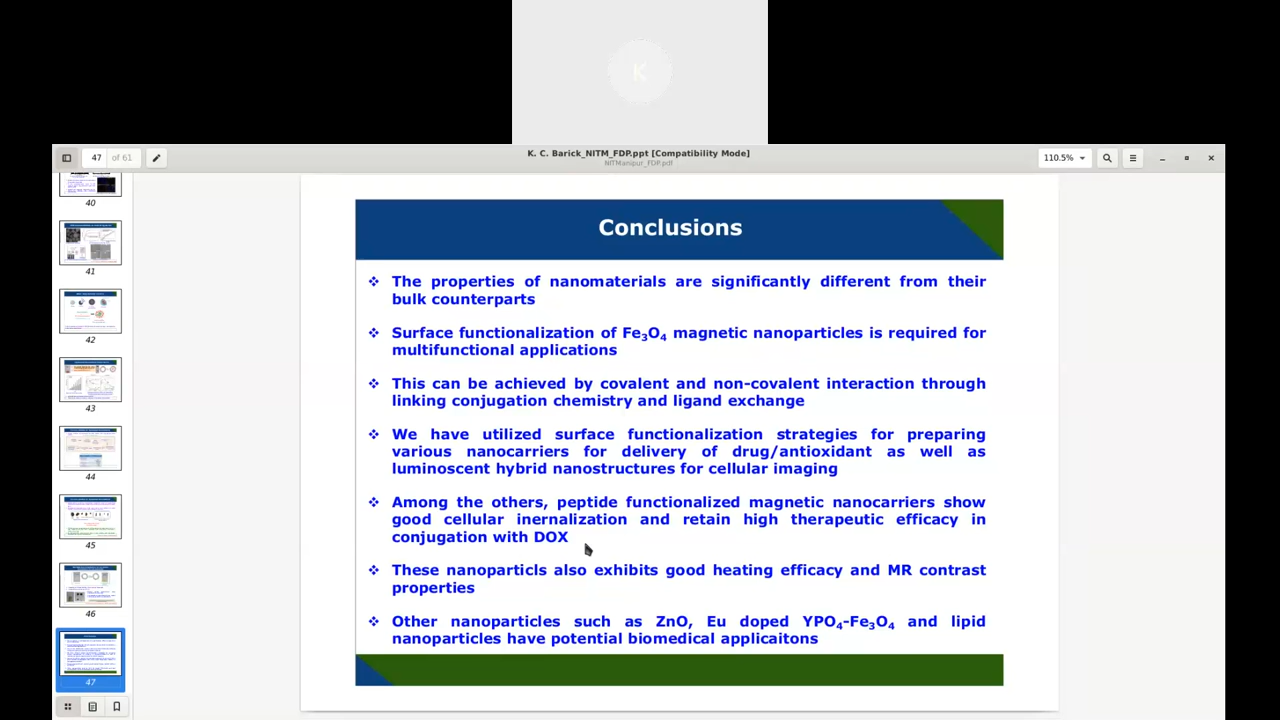 K
47 of 61
K. C. Barick_NITM_FDP.ppt [Compatibility Mode]
NITManipur_FDP.pdf
110.5%
40
41
42
43
44
45
46
47
Conclusions
❖ The properties of nanomaterials are significantly different from their
bulk counterparts
❖ Surface functionalization of Fe₃O₄ magnetic nanoparticles is required for
multifunctional applications
❖ This can be achieved by covalent and non-covalent interaction through
linking conjugation chemistry and ligand exchange
❖ We have utilized surface functionalization strategies for preparing
various nanocarriers for delivery of drug/antioxidant as well as
luminoscent hybrid nanostructures for cellular imaging
❖ Among the others, peptide functionalized magnetic nanocarriers show
good cellular inernalization and retain high therapeutic efficacy in
conjugation with DOX
❖ These nanoparticls also exhibits good heating efficacy and MR contrast
properties
❖ Other nanoparticles such as ZnO, Eu doped YPO₄-Fe₃O₄ and lipid
nanoparticles have potential biomedical applicaitons